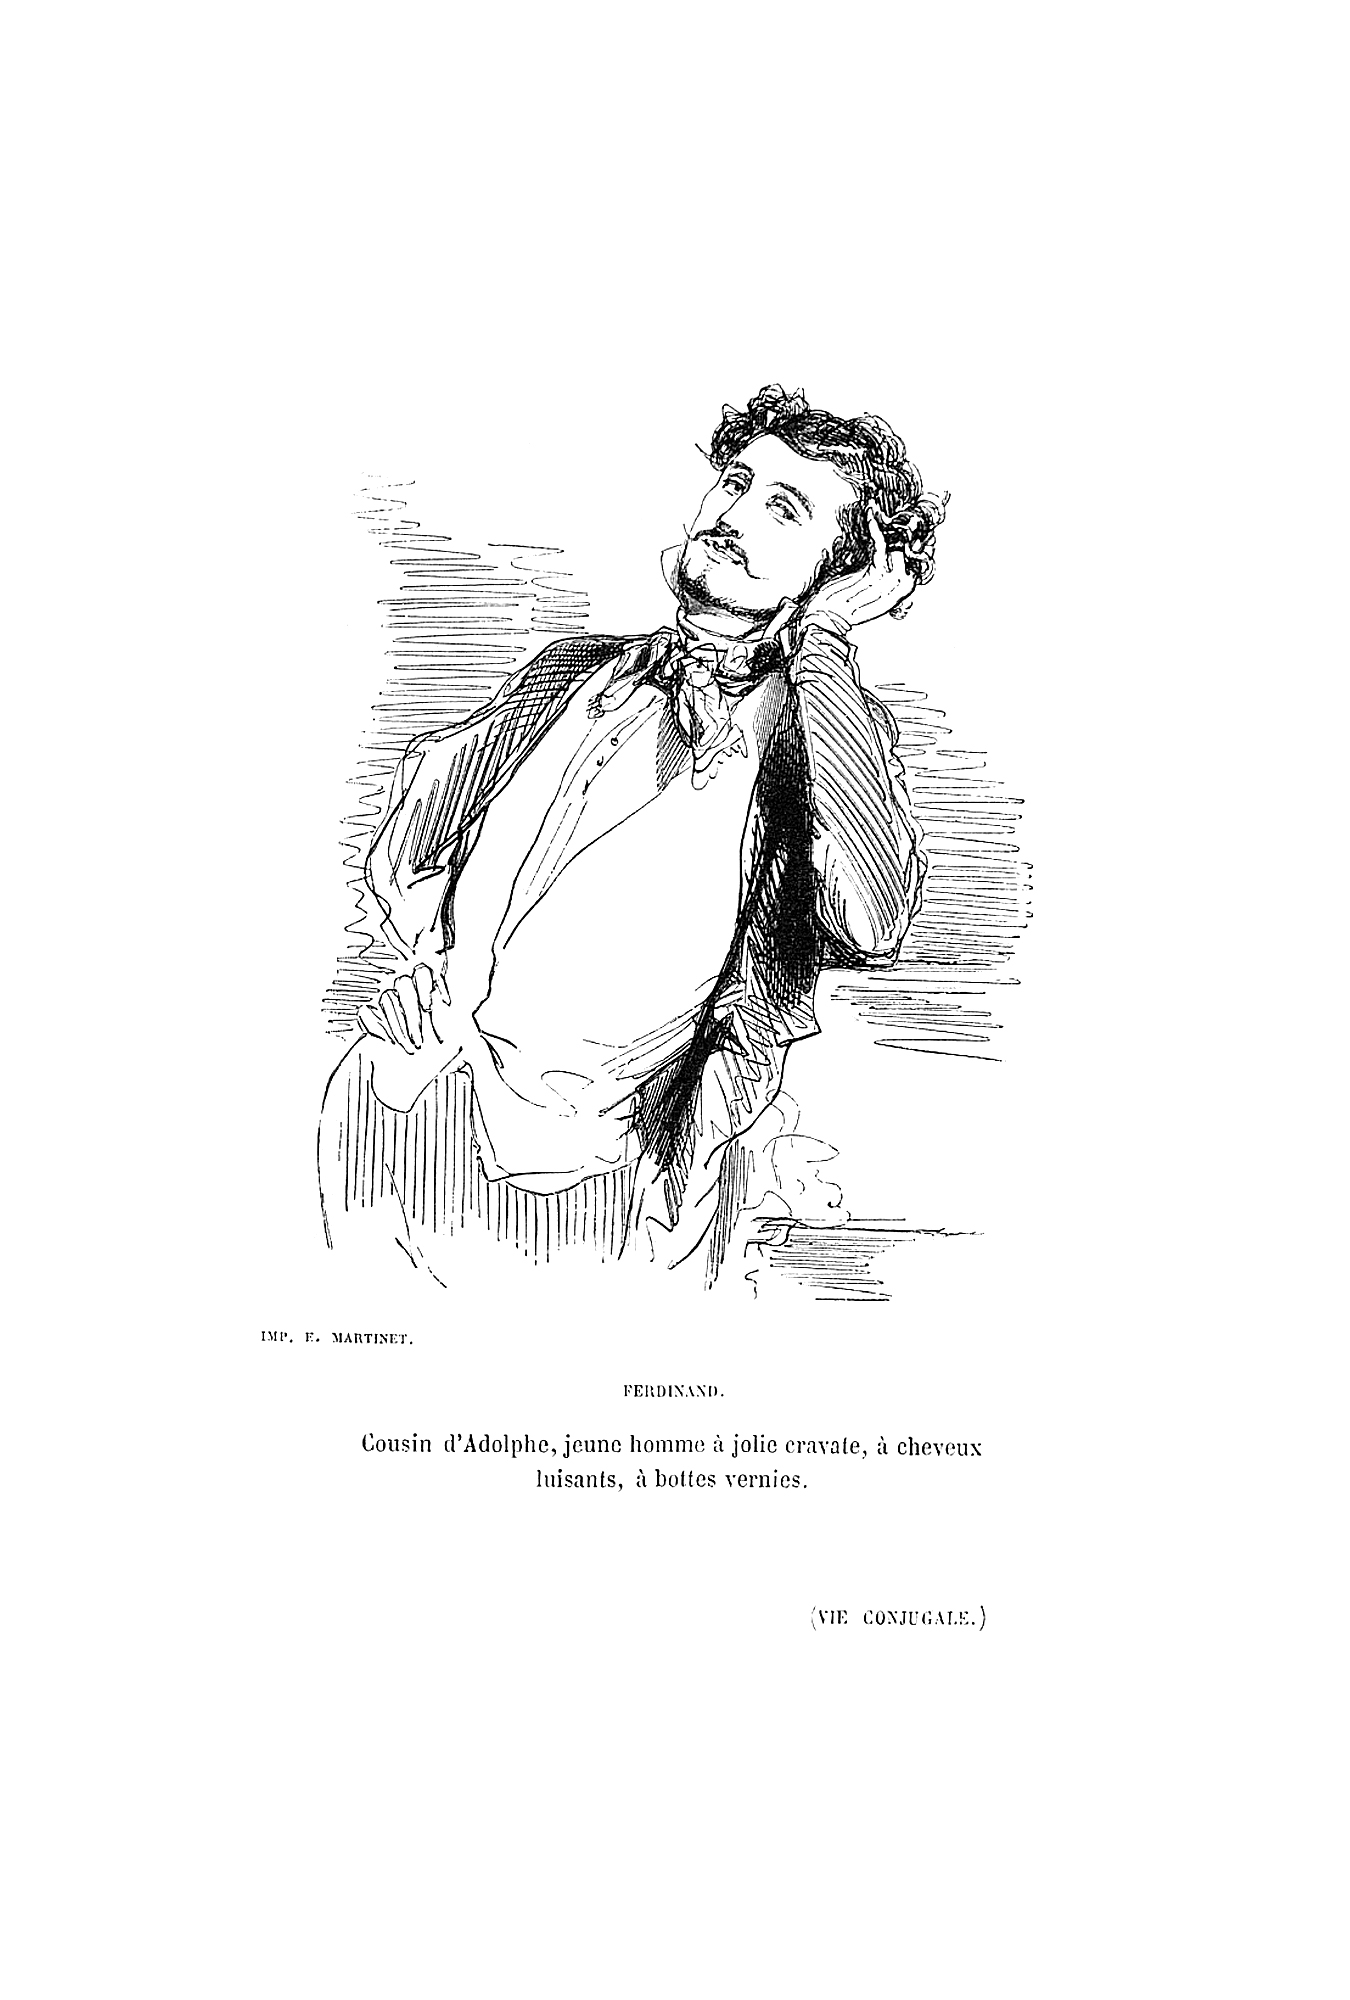 IMP. E. MARTINET.
FERDINAND.
Cousin d'Adolphe, jeune homme à jolie cravate, à cheveux
luisants, à bottes vernies.
(VIE CONJUGALE.)